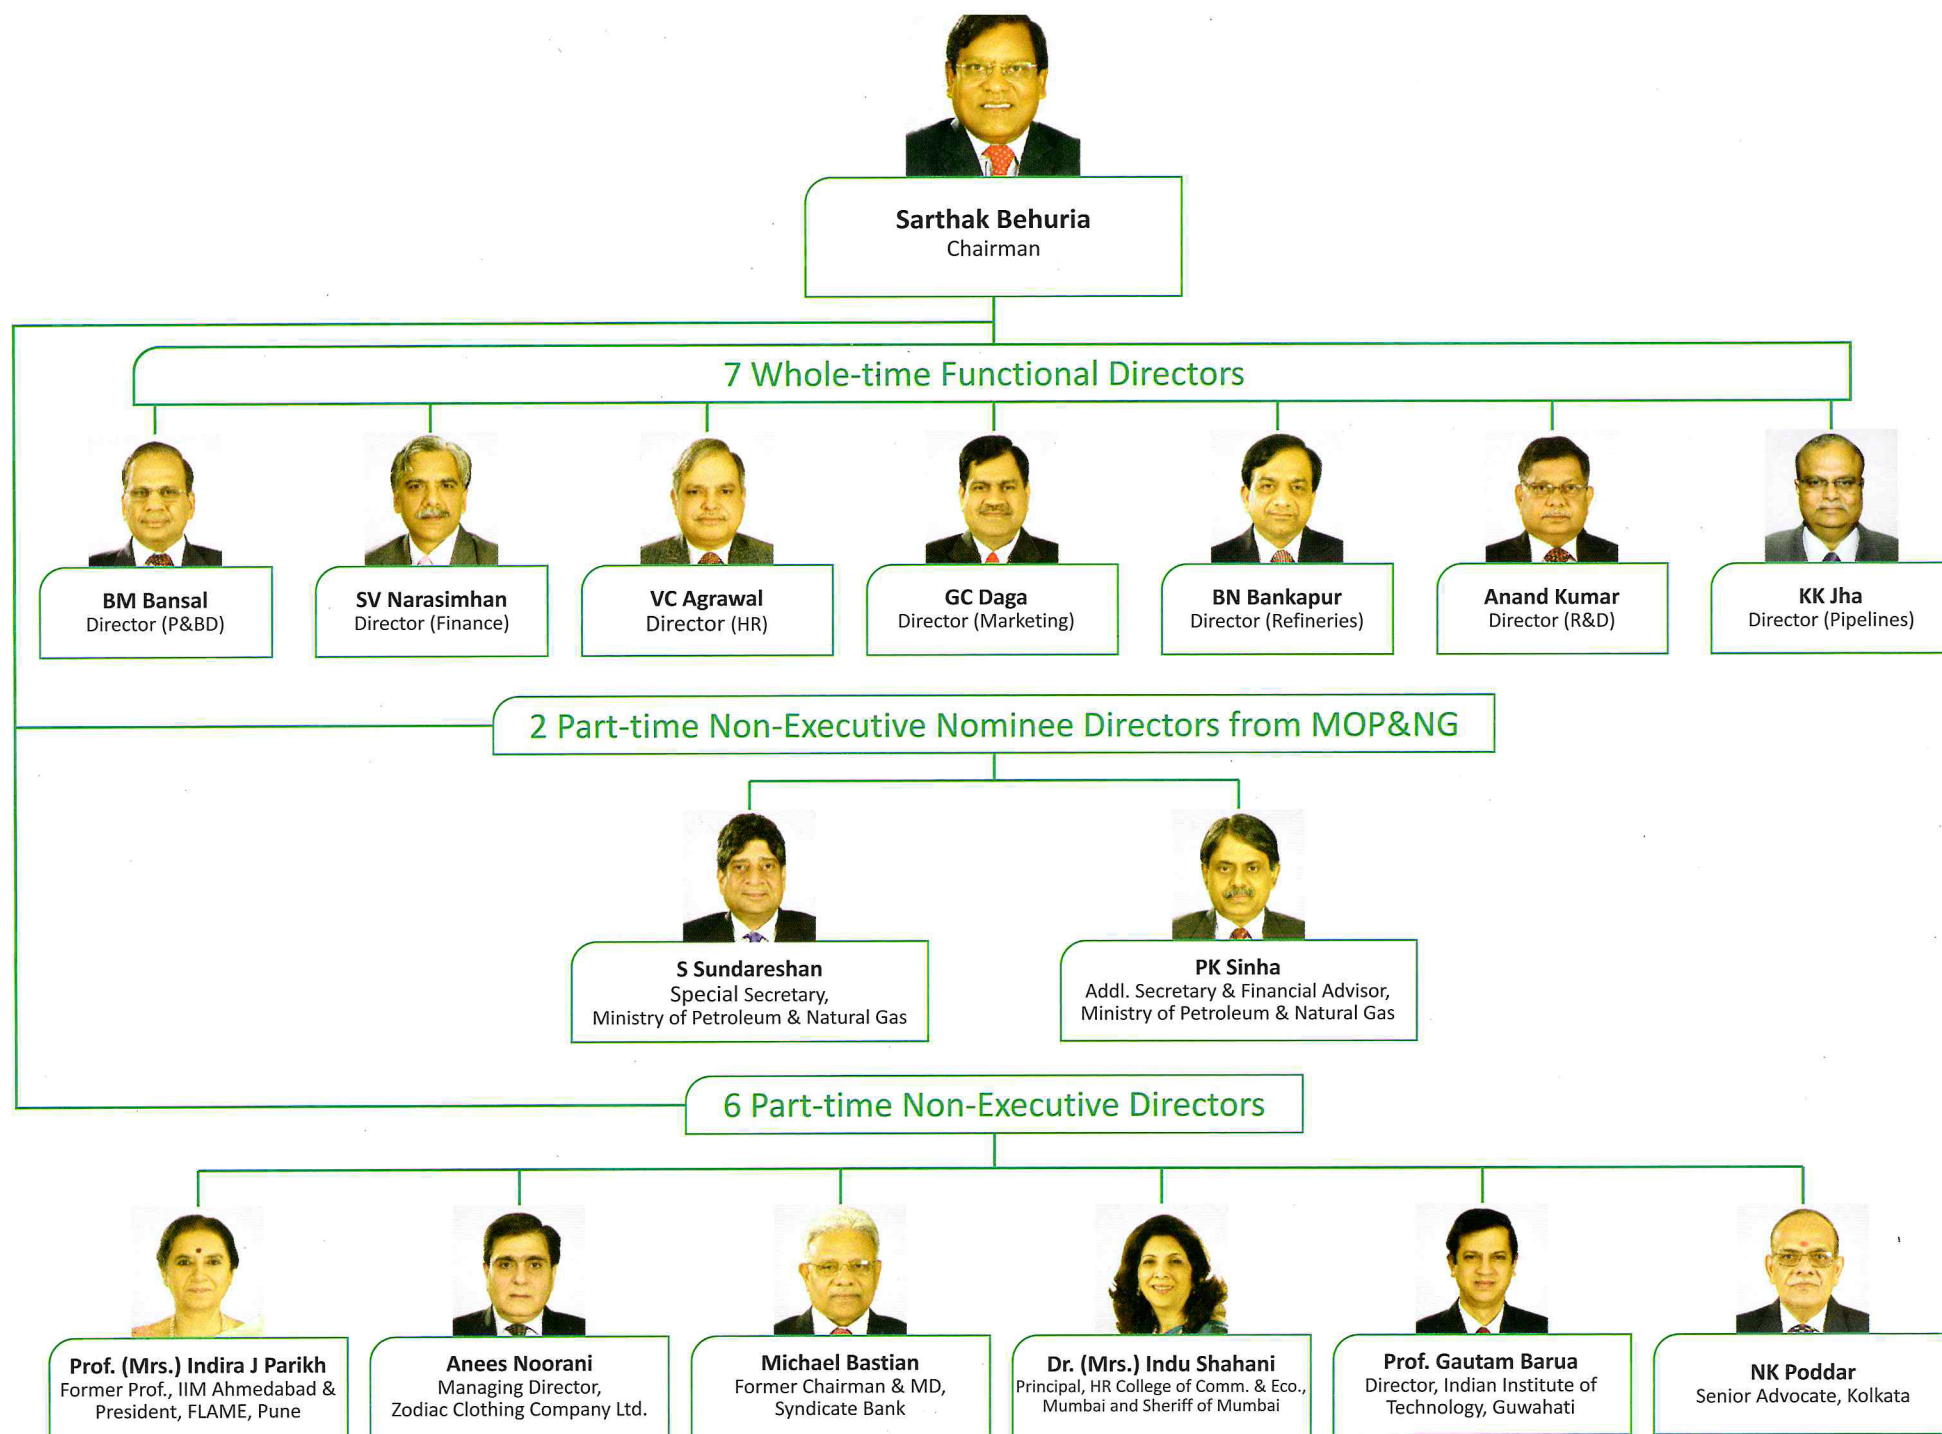 Sarthak Behuria
Chairman
7 Whole-time Functional Directors
BM Bansal
Director (P&BD)
SV Narasimhan
Director (Finance)
VC Agrawal
Director (HR)
GC Daga
Director (Marketing)
BN Bankapur
Director (Refineries)
Anand Kumar
Director (R&D)
KK Jha
Director (Pipelines)
2 Part-time Non-Executive Nominee Directors from MOP&NG
S Sundareshan
Special Secretary,
Ministry of Petroleum & Natural Gas
PK Sinha
Addl. Secretary & Financial Advisor,
Ministry of Petroleum & Natural Gas
6 Part-time Non-Executive Directors
Prof. (Mrs.) Indira J Parikh
Former Prof., IIM Ahmedabad &
President, FLAME, Pune
Anees Noorani
Managing Director,
Zodiac Clothing Company Ltd.
Michael Bastian
Former Chairman & MD,
Syndicate Bank
Dr. (Mrs.) Indu Shahani
Principal, HR College of Comm. & Eco.,
Mumbai and Sheriff of Mumbai
Prof. Gautam Barua
Director, Indian Institute of
Technology, Guwahati
NK Poddar
Senior Advocate, Kolkata